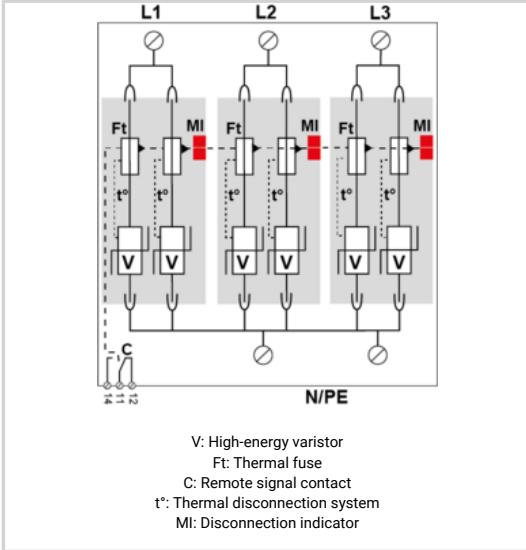 L1 L2 L3
Ft MI Ft MI Ft MI
t° t° t° t° t° t°
V V V V V V
C
14 11 12
N/PE
V: High-energy varistor
Ft: Thermal fuse
C: Remote signal contact
t°: Thermal disconnection system
MI: Disconnection indicator